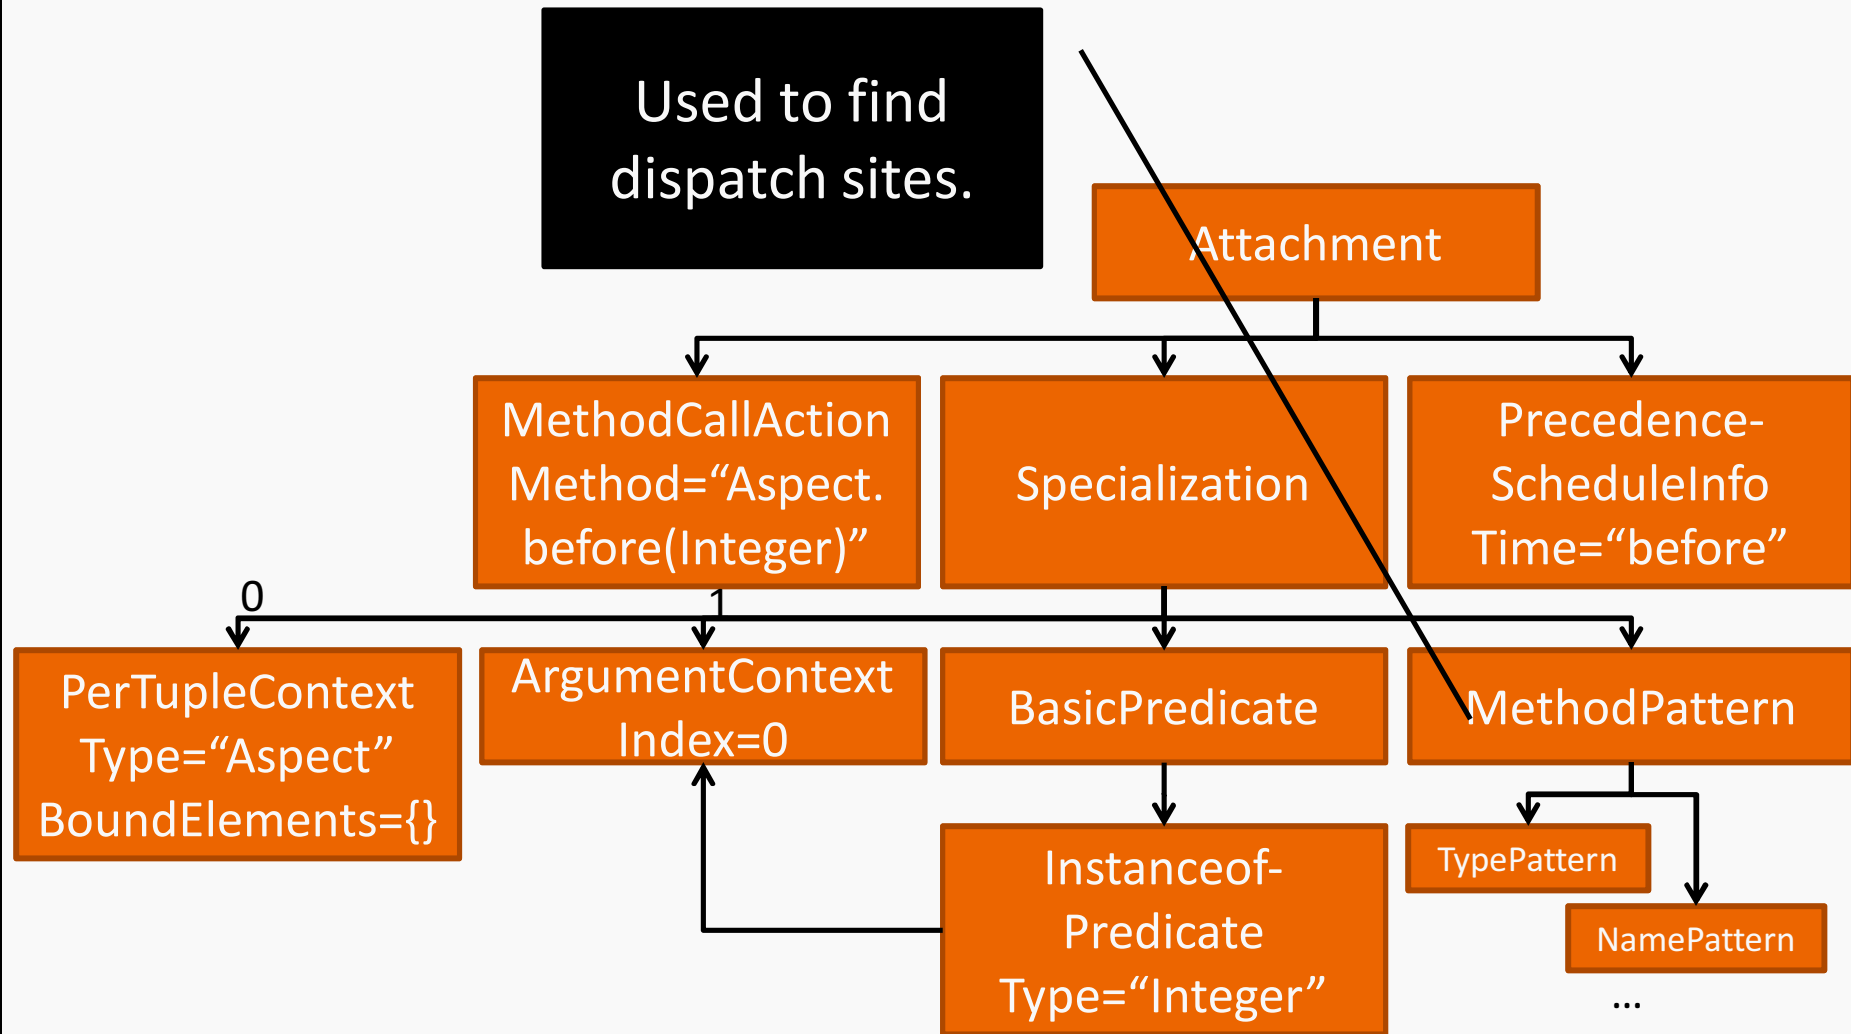 Used to find
dispatch sites.
Attachment
MethodCallAction
Method=“Aspect.
before(Integer)”
Specialization
Precedence-
ScheduleInfo
Time=“before”
0
1
PerTupleContext
Type=“Aspect”
BoundElements={}
ArgumentContext
Index=0
BasicPredicate
MethodPattern
Instanceof-
Predicate
Type=“Integer”
TypePattern
NamePattern
...